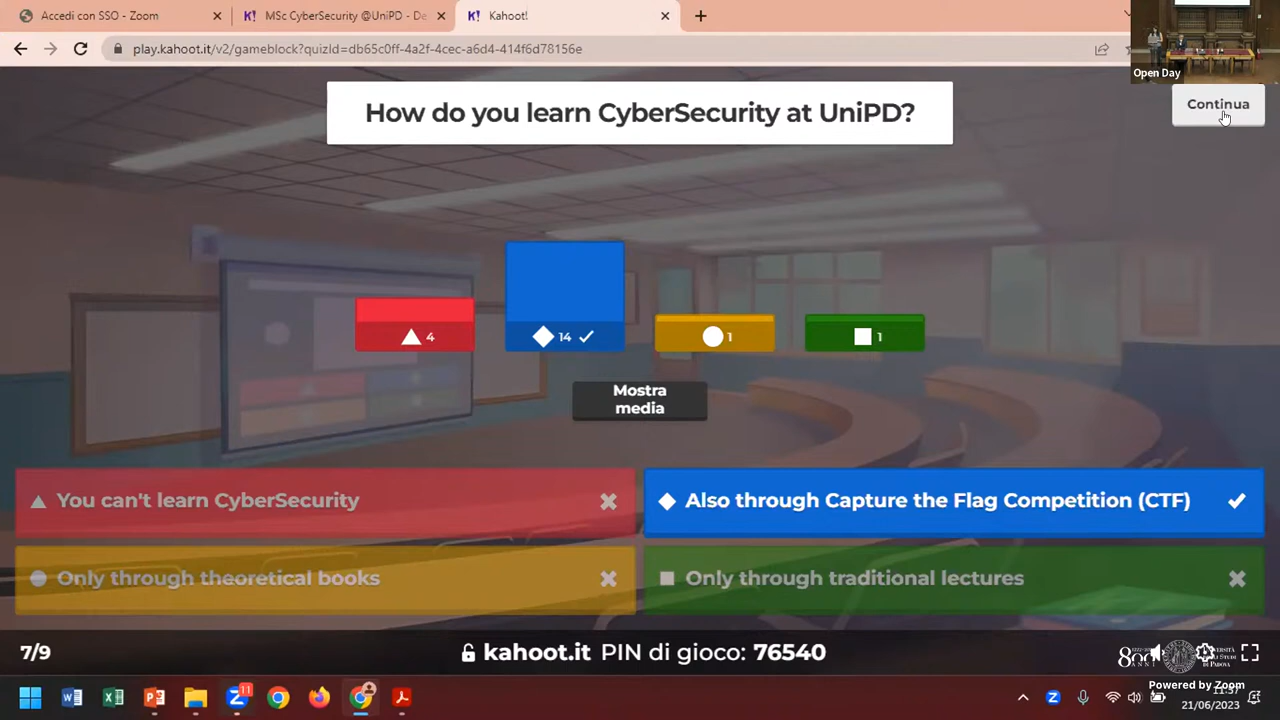 Accedi con SSO - Zoom
K! MSc CyberSecurity @UniPD - De
K! Kahoot!
play.kahoot.it/v2/gameblock?quizId=db65c0ff-4a2f-4cec-a6d4-414f6d78156e
Open Day
How do you learn CyberSecurity at UniPD?
Continua
4
14
1
1
Mostra
media
You can't learn CyberSecurity
Also through Capture the Flag Competition (CTF)
Only through theoretical books
Only through traditional lectures
7/9
kahoot.it PIN di gioco: 76540
Powered by Zoom
11
21/06/2023